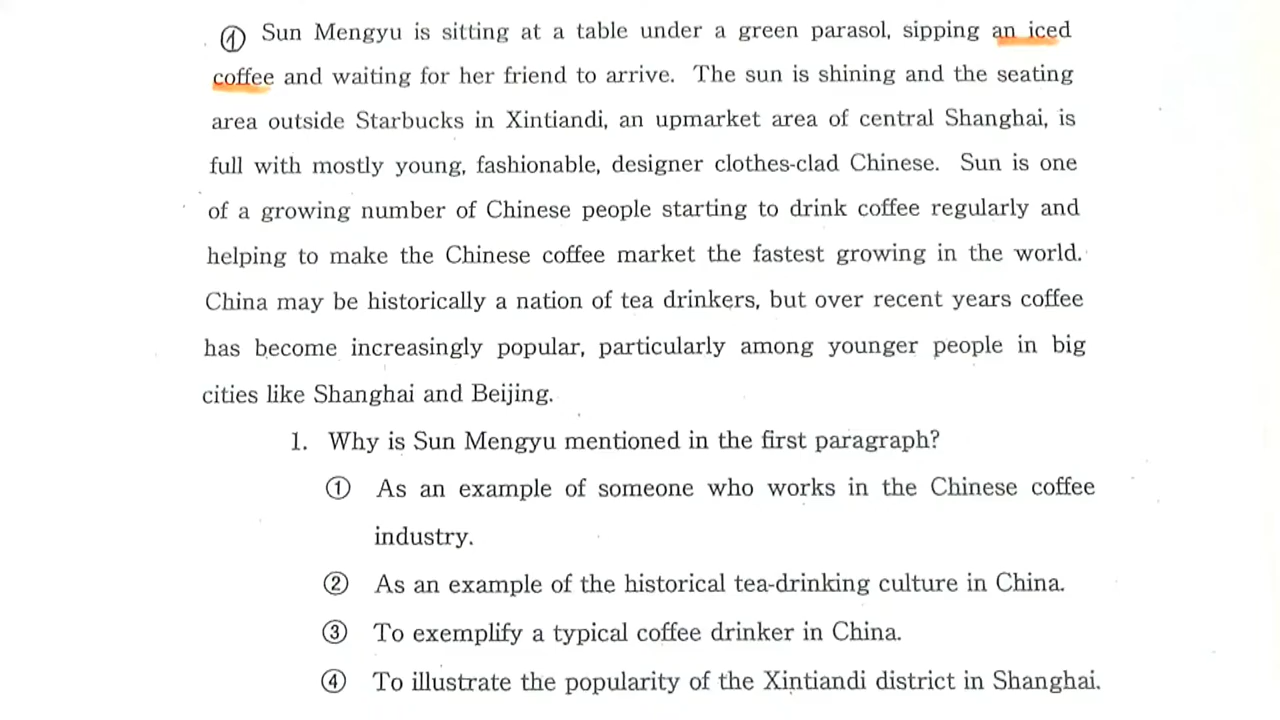 ① Sun Mengyu is sitting at a table under a green parasol, sipping an iced
coffee and waiting for her friend to arrive. The sun is shining and the seating
area outside Starbucks in Xintiandi, an upmarket area of central Shanghai, is
full with mostly young, fashionable, designer clothes-clad Chinese. Sun is one
of a growing number of Chinese people starting to drink coffee regularly and
helping to make the Chinese coffee market the fastest growing in the world.
China may be historically a nation of tea drinkers, but over recent years coffee
has become increasingly popular, particularly among younger people in big
cities like Shanghai and Beijing.
1. Why is Sun Mengyu mentioned in the first paragraph?
① As an example of someone who works in the Chinese coffee
industry.
② As an example of the historical tea-drinking culture in China.
③ To exemplify a typical coffee drinker in China.
④ To illustrate the popularity of the Xintiandi district in Shanghai.